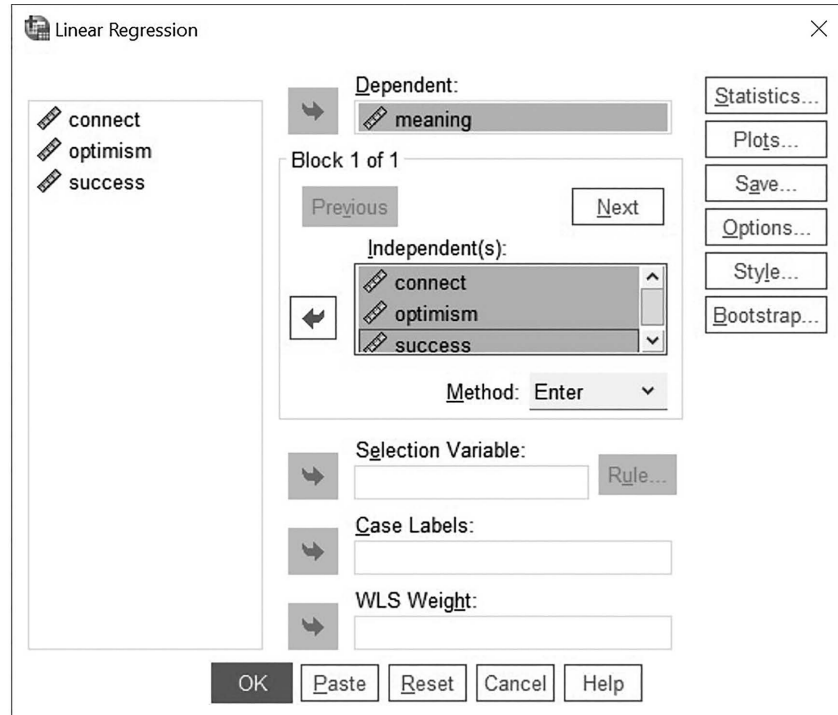 Linear Regression
connect
optimism
success
Dependent:
meaning
Block 1 of 1
Previous
Next
Independent(s):
connect
optimism
success
Method: Enter
Selection Variable:
Rule...
Case Labels:
WLS Weight:
Statistics...
Plots...
Save...
Options...
Style...
Bootstrap...
OK Paste Reset Cancel Help